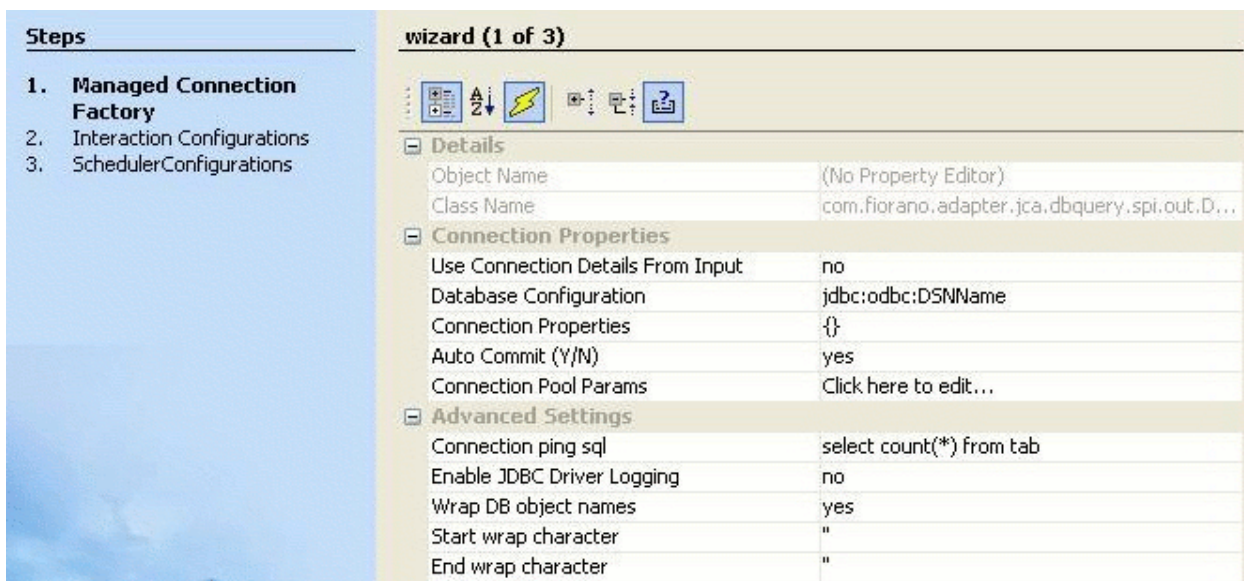 Steps
1. Managed Connection
Factory
2. Interaction Configurations
3. SchedulerConfigurations
wizard (1 of 3)
Details
Object Name (No Property Editor)
Class Name com.fiorano.adapter.jca.dbquery.spi.out.D...
Connection Properties
Use Connection Details From Input no
Database Configuration jdbc:odbc:DSNName
Connection Properties {}
Auto Commit (Y/N) yes
Connection Pool Params Click here to edit...
Advanced Settings
Connection ping sql select count(*) from tab
Enable JDBC Driver Logging no
Wrap DB object names yes
Start wrap character "
End wrap character "